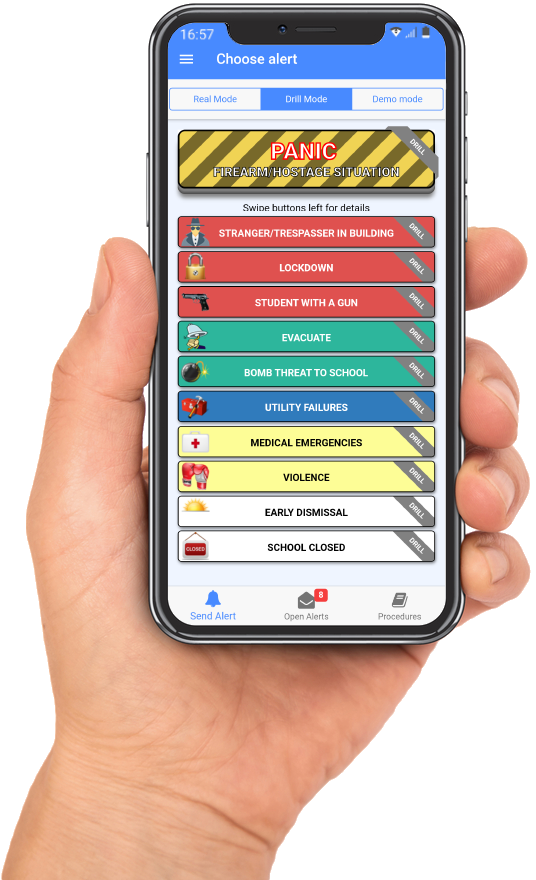 16:57
Choose alert
Real Mode Drill Mode Demo mode
DRILL
PANIC
FIREARM/HOSTAGE SITUATION
Swipe buttons left for details
STRANGER/TRESPASSER IN BUILDING DRILL
LOCKDOWN DRILL
STUDENT WITH A GUN DRILL
EVACUATE DRILL
BOMB THREAT TO SCHOOL DRILL
UTILITY FAILURES DRILL
MEDICAL EMERGENCIES DRILL
VIOLENCE DRILL
EARLY DISMISSAL DRILL
CLOSED SCHOOL CLOSED DRILL
8
Send Alert Open Alerts Procedures